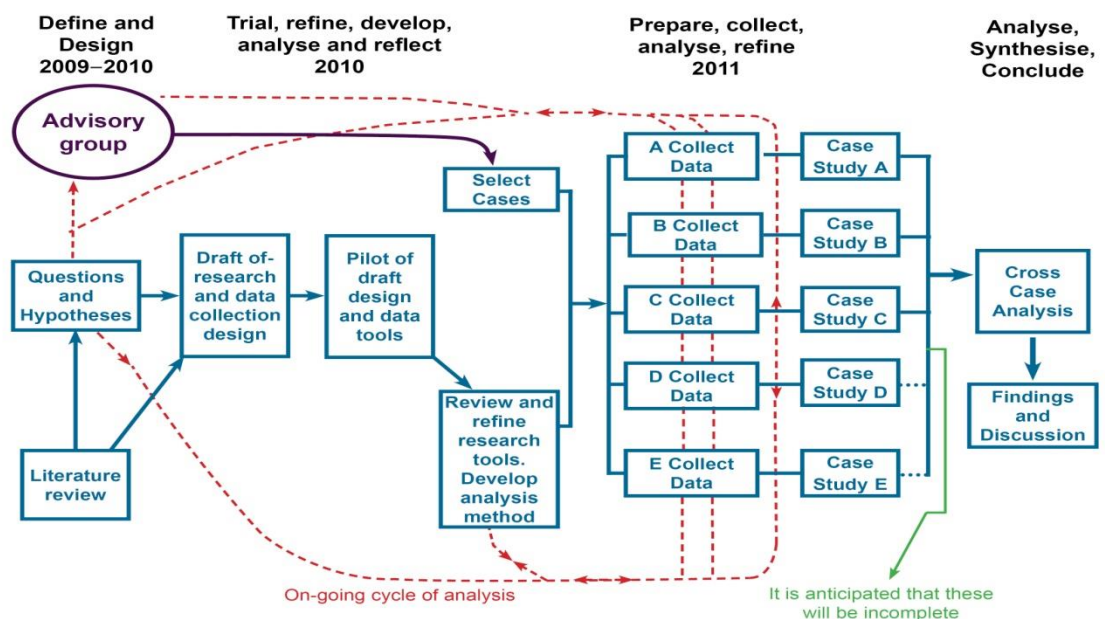 Define and
Design
2009–2010
Trial, refine, develop,
analyse and reflect
2010
Prepare, collect,
analyse, refine
2011
Analyse,
Synthesise,
Conclude
Advisory
group
Select
Cases
A Collect
Data
Case
Study A
B Collect
Data
Case
Study B
Questions
and
Hypotheses
Draft of-
research
and data
collection
design
Pilot of
draft
design
and data
tools
C Collect
Data
Case
Study C
Cross
Case
Analysis
D Collect
Data
Case
Study D
Findings
and
Discussion
Literature
review
Review and
refine
research
tools.
Develop
analysis
method
E Collect
Data
Case
Study E
On-going cycle of analysis
It is anticipated that these
will be incomplete